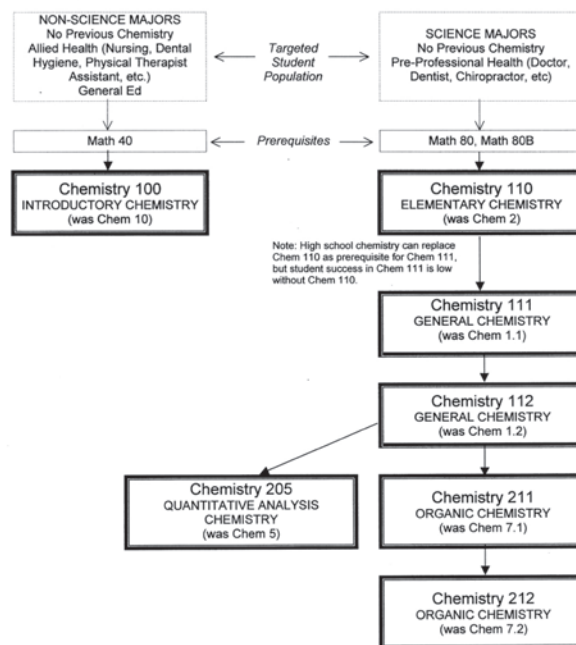 NON-SCIENCE MAJORS
No Previous Chemistry
Allied Health (Nursing, Dental
Hygiene, Physical Therapist
Assistant, etc.)
General Ed
Targeted
Student
Population
SCIENCE MAJORS
No Previous Chemistry
Pre-Professional Health (Doctor,
Dentist, Chiropractor, etc)
Math 40
Prerequisites
Math 80, Math 80B
Chemistry 100
INTRODUCTORY CHEMISTRY
(was Chem 10)
Chemistry 110
ELEMENTARY CHEMISTRY
(was Chem 2)
Note: High school chemistry can replace
Chem 110 as prerequisite for Chem 111,
but student success in Chem 111 is low
without Chem 110.
Chemistry 111
GENERAL CHEMISTRY
(was Chem 1.1)
Chemistry 112
GENERAL CHEMISTRY
(was Chem 1.2)
Chemistry 205
QUANTITATIVE ANALYSIS
CHEMISTRY
(was Chem 5)
Chemistry 211
ORGANIC CHEMISTRY
(was Chem 7.1)
Chemistry 212
ORGANIC CHEMISTRY
(was Chem 7.2)